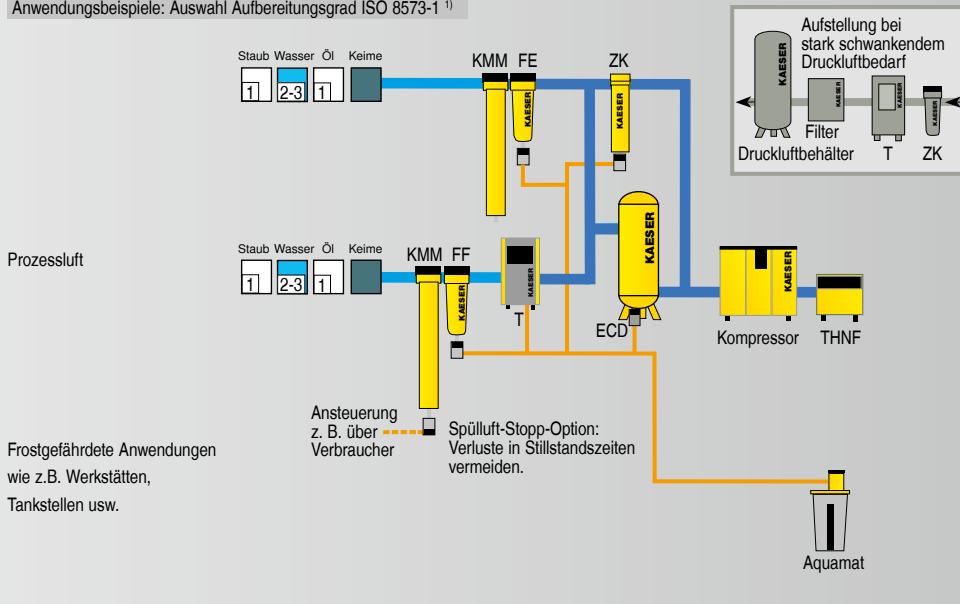 Anwendungsbeispiele: Auswahl Aufbereitungsgrad ISO 8573-1 1)
Staub Wasser Öl Keime
1 2-3 1
KMM FE ZK
KAESER
KAESER
Aufstellung bei
stark schwankendem
Druckluftbedarf
KAESER
KAESER
KAESER
KAESER
Filter
Druckluftbehälter T ZK
Prozessluft
Staub Wasser Öl Keime
1 2-3 1
KMM FF
KAESER
KAESER
T
KAESER
ECD
KAESER
Kompressor THNF
Ansteuerung
z. B. über
Verbraucher
Spülluft-Stopp-Option:
Verluste in Stillstandszeiten
vermeiden.
Frostgefährdete Anwendungen
wie z.B. Werkstätten,
Tankstellen usw.
Aquamat